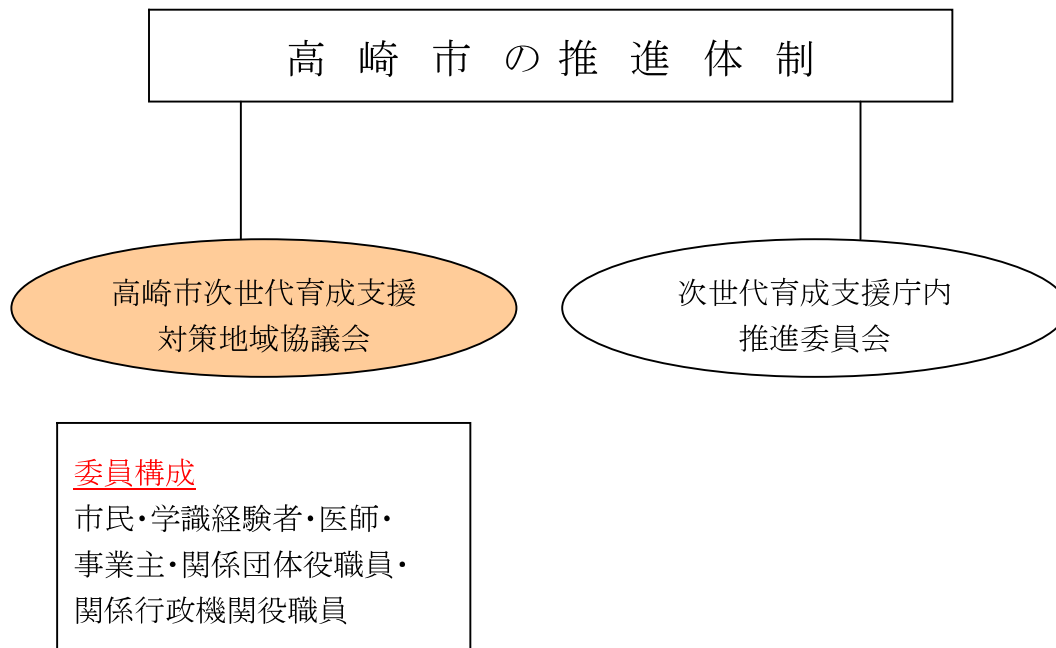 高崎市の推進体制
高崎市次世代育成支援
対策地域協議会
次世代育成支援庁内
推進委員会
委員構成
市民・学識経験者・医師・
事業主・関係団体役職員・
関係行政機関役職員